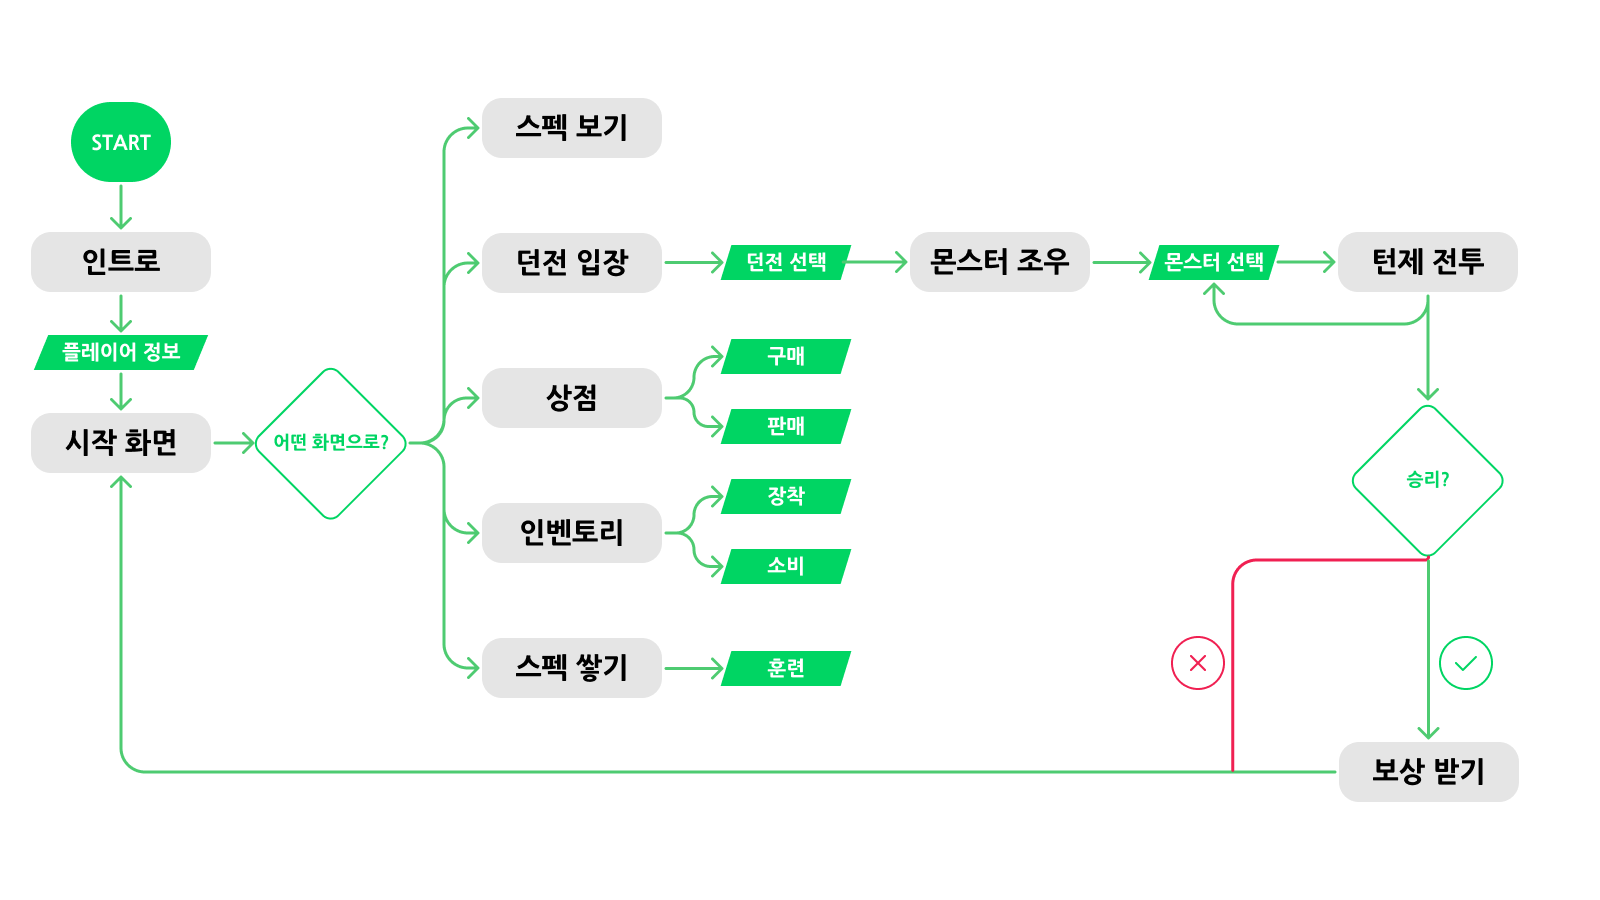 START
인트로
플레이어 정보
시작 화면
어떤 화면으로?
스펙 보기
던전 입장
던전 선택
몬스터 조우
몬스터 선택
턴제 전투
상점
구매
판매
인벤토리
장착
소비
스펙 쌓기
훈련
승리?
보상 받기